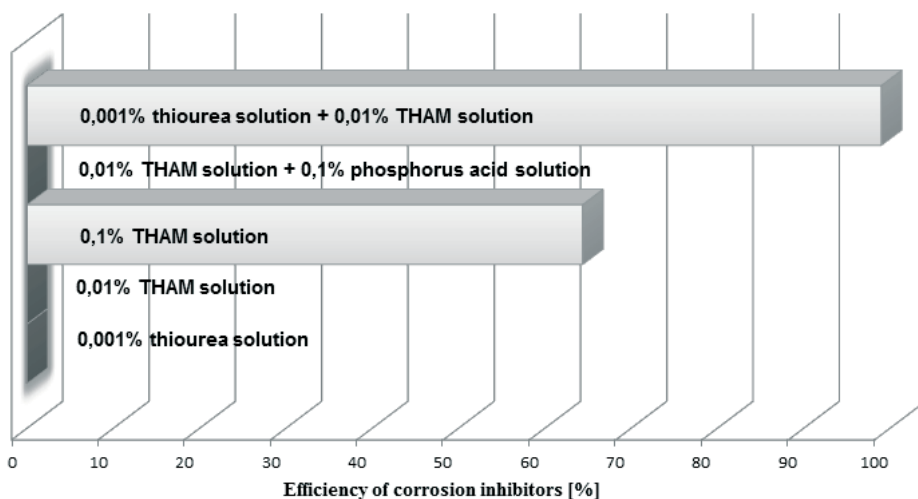 0,001% thiourea solution + 0,01% THAM solution
0,01% THAM solution + 0,1% phosphorus acid solution
0,1% THAM solution
0,01% THAM solution
0,001% thiourea solution
0 10 20 30 40 50 60 70 80 90 100
Efficiency of corrosion inhibitors [%]